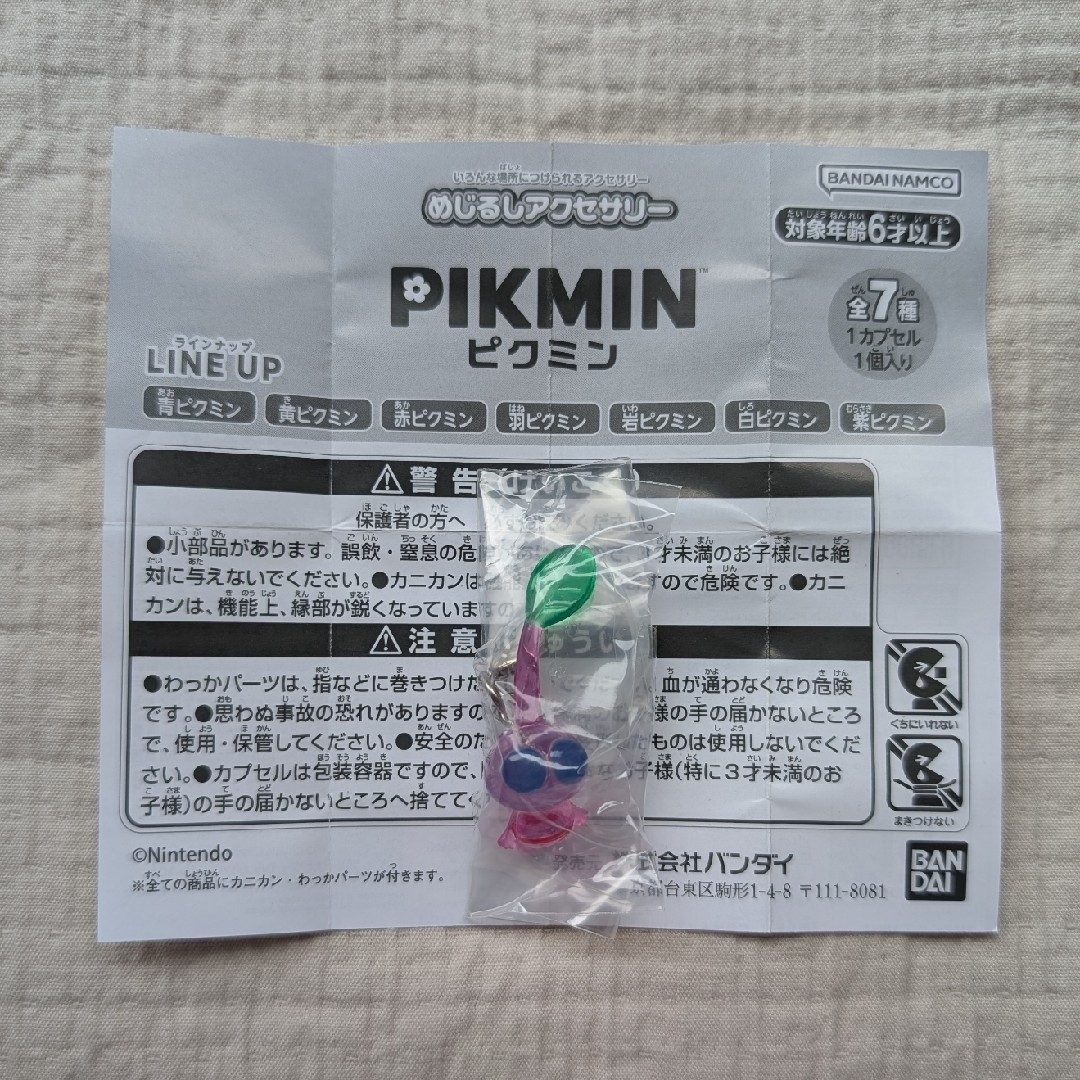 いろんな場所につけられるアクセサリー
めじるしアクセサリー
BANDAI NAMCO
対象年齢6才以上
PIKMIN™
ピクミン
全7種
1カプセル
1個入り
ラインナップ
LINE UP
青ピクミン 黄ピクミン 赤ピクミン 羽ピクミン 岩ピクミン 白ピクミン 紫ピクミン
⚠警告
保護者の方へ
●小部品があります。誤飲・窒息の危 才未満のお子様には絶
対に与えないでください。●カニカンは ますので危険です。●カニ
カンは、機能上、縁部が鋭くなっています
⚠注意
●わっかパーツは、指などに巻きつけ 血が通わなくなり危険
です。●思わぬ事故の恐れがありますの 様の手の届かないところ
で、使用・保管してください。●安全の ものは使用しないでくだ
さい。●カプセルは包装容器ですので、 子様(特に3才未満のお
子様)の手の届かないところへ捨てて
くちにいれない
まきつけない
©Nintendo
※全ての商品にカニカン・わっかパーツが付きます。
発売元 株式会社バンダイ
京都台東区駒形1-4-8 〒111-8081
BAN
DAI